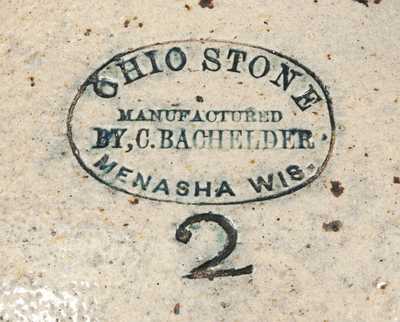 OHIO STONE
MANUFACTURED
BY, C. BACHELDER
MENASHA WIS.
2